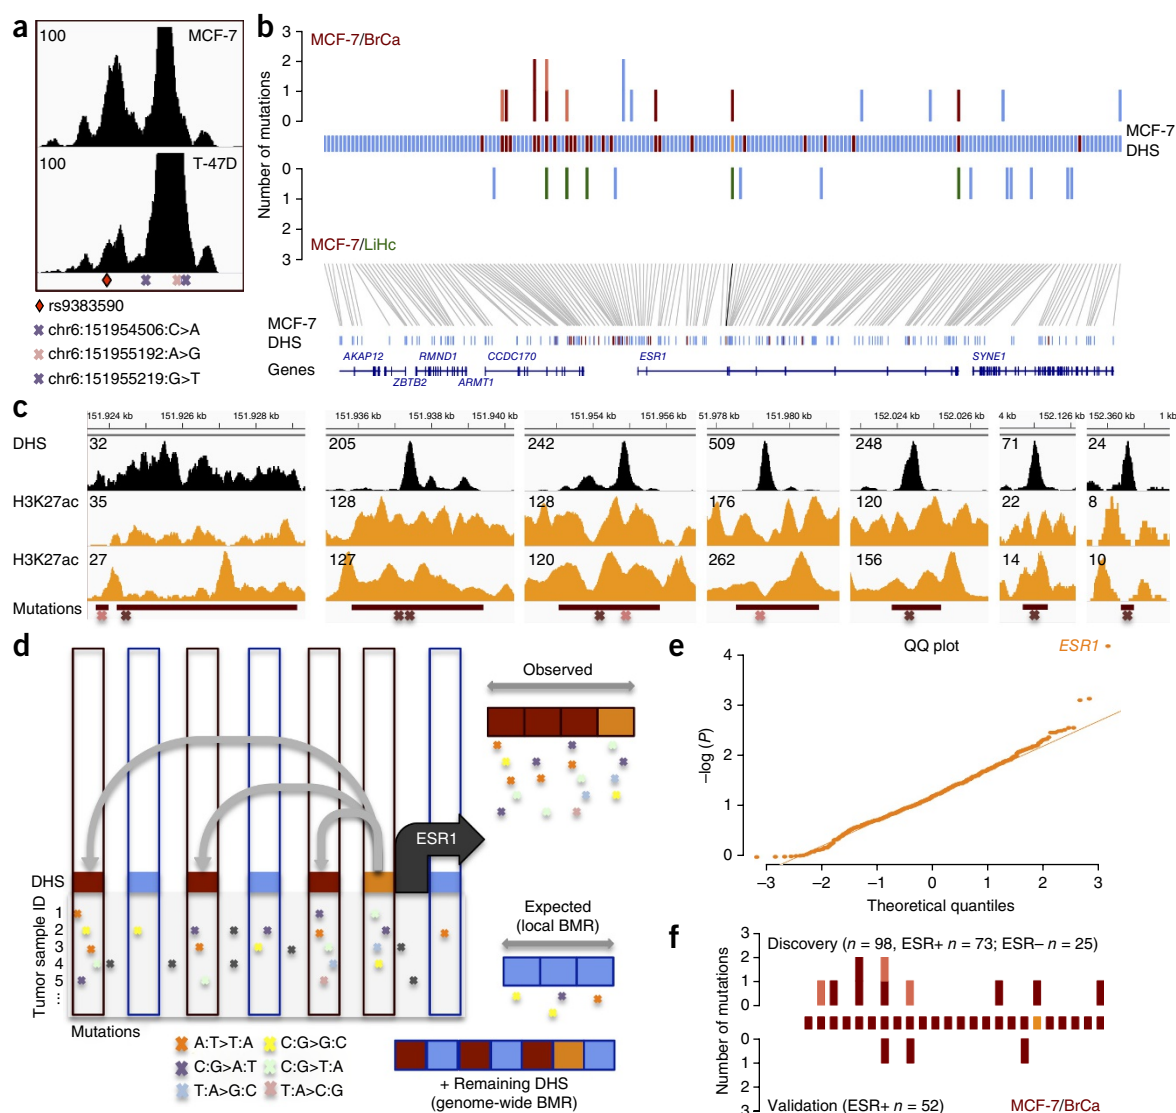 a
100
MCF-7
100
T-47D
rs9383590
chr6:151954506:C>A
chr6:151955192:A>G
chr6:151955219:G>T
b
MCF-7/BrCa
3
2
1
0
Number of mutations
MCF-7
DHS
0
1
2
3
MCF-7/LiHc
MCF-7
DHS
Genes
AKAP12
RMND1
CCDC170
ESR1
SYNE1
ZBTB2
ARMT1
c
151.924 kb 151.926 kb 151.928 kb
151.936 kb 151.938 kb 151.940 kb
151.954 kb 151.956 kb
51.978 kb 151.980 kb
152.024 kb 152.026 kb
4 kb 152.126 kb
152.360 kb 1 kb
DHS
32 205 242 509 248 71 24
H3K27ac
35 128 128 176 120 22 8
H3K27ac
27 127 120 262 156 14 10
Mutations
d
Observed
ESR1
DHS
Tumor sample ID
1
2
3
4
5
...
Mutations
Expected
(local BMR)
A:T>T:A
C:G>G:C
C:G>A:T
C:G>T:A
T:A>G:C
T:A>C:G
+ Remaining DHS
(genome-wide BMR)
e
QQ plot
ESR1
4
3
2
1
0
–log (P)
–3 –2 –1 0 1 2 3
Theoretical quantiles
f
Discovery (n = 98, ESR+ n = 73; ESR– n = 25)
3
2
1
0
Number of mutations
0
1
2
3
Validation (ESR+ n = 52)
MCF-7/BrCa